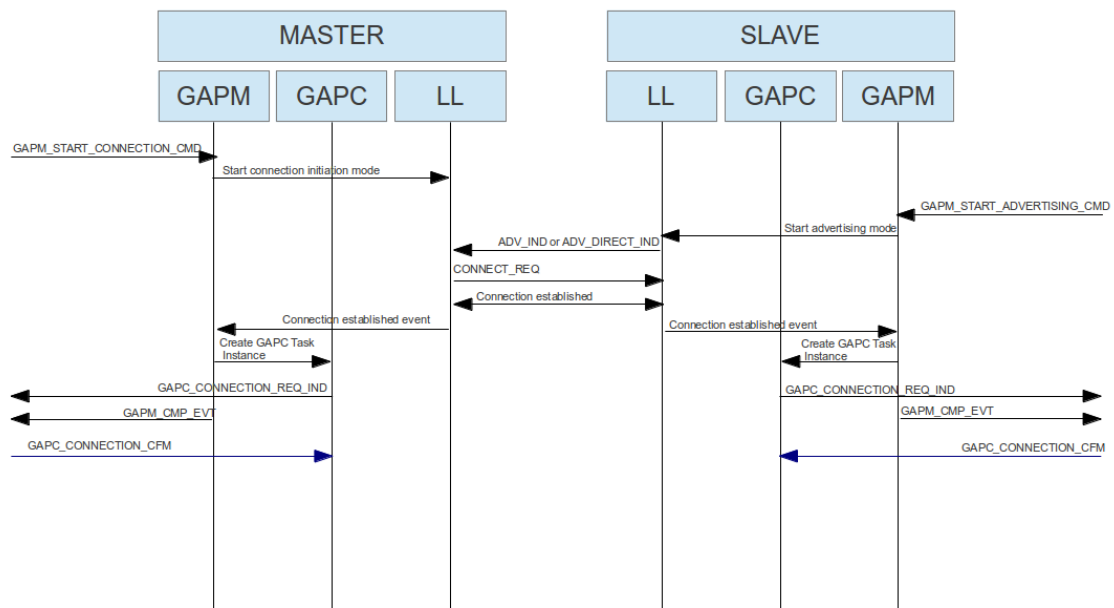 MASTER
SLAVE
GAPM
GAPC
LL
LL
GAPC
GAPM
GAPM_START_CONNECTION_CMD
Start connection initiation mode
GAPM_START_ADVERTISING_CMD
Start advertising mode
ADV_IND or ADV_DIRECT_IND
CONNECT_REQ
Connection established
Connection established event
Connection established event
Create GAPC Task
Instance
Create GAPC Task
Instance
GAPC_CONNECTION_REQ_IND
GAPC_CONNECTION_REQ_IND
GAPM_CMP_EVT
GAPM_CMP_EVT
GAPC_CONNECTION_CFM
GAPC_CONNECTION_CFM